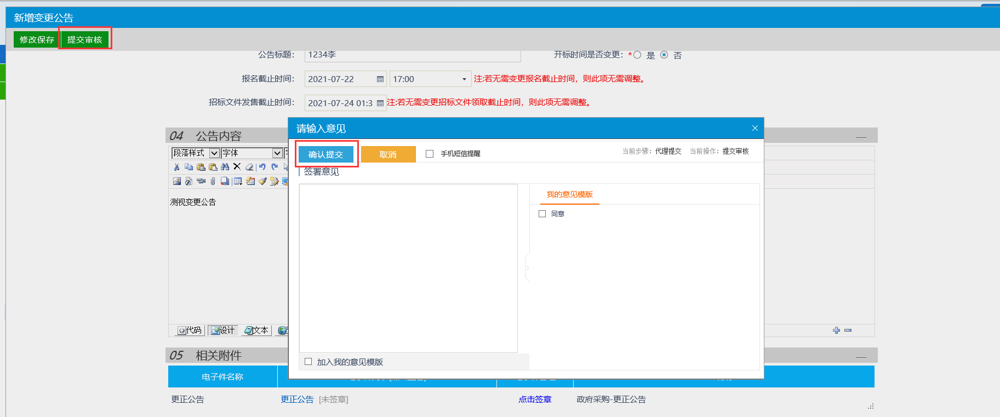 新增变更公告
修改保存 提交审核
公告标题： 1234李 开标时间是否变更：*○ 是 否
报名截止时间： 2021-07-22 17:00 注:若无需变更报名截止时间，则此项无需调整。
招标文件发售截止时间： 2021-07-24 01:3 注:若无需变更招标文件领取截止时间，则此项无需调整。
请输入意见
04 公告内容
确认提交 取消 手机短信提醒 当前步骤：代理提交 当前操作：提交审核
段落样式 字体
签署意见
我的意见模版
测视变更公告
同意
代码 设计 文本
加入我的意见模版
05 相关附件
电子件名称
更正公告 更正公告 [未签章] 点击签章 政府采购-更正公告